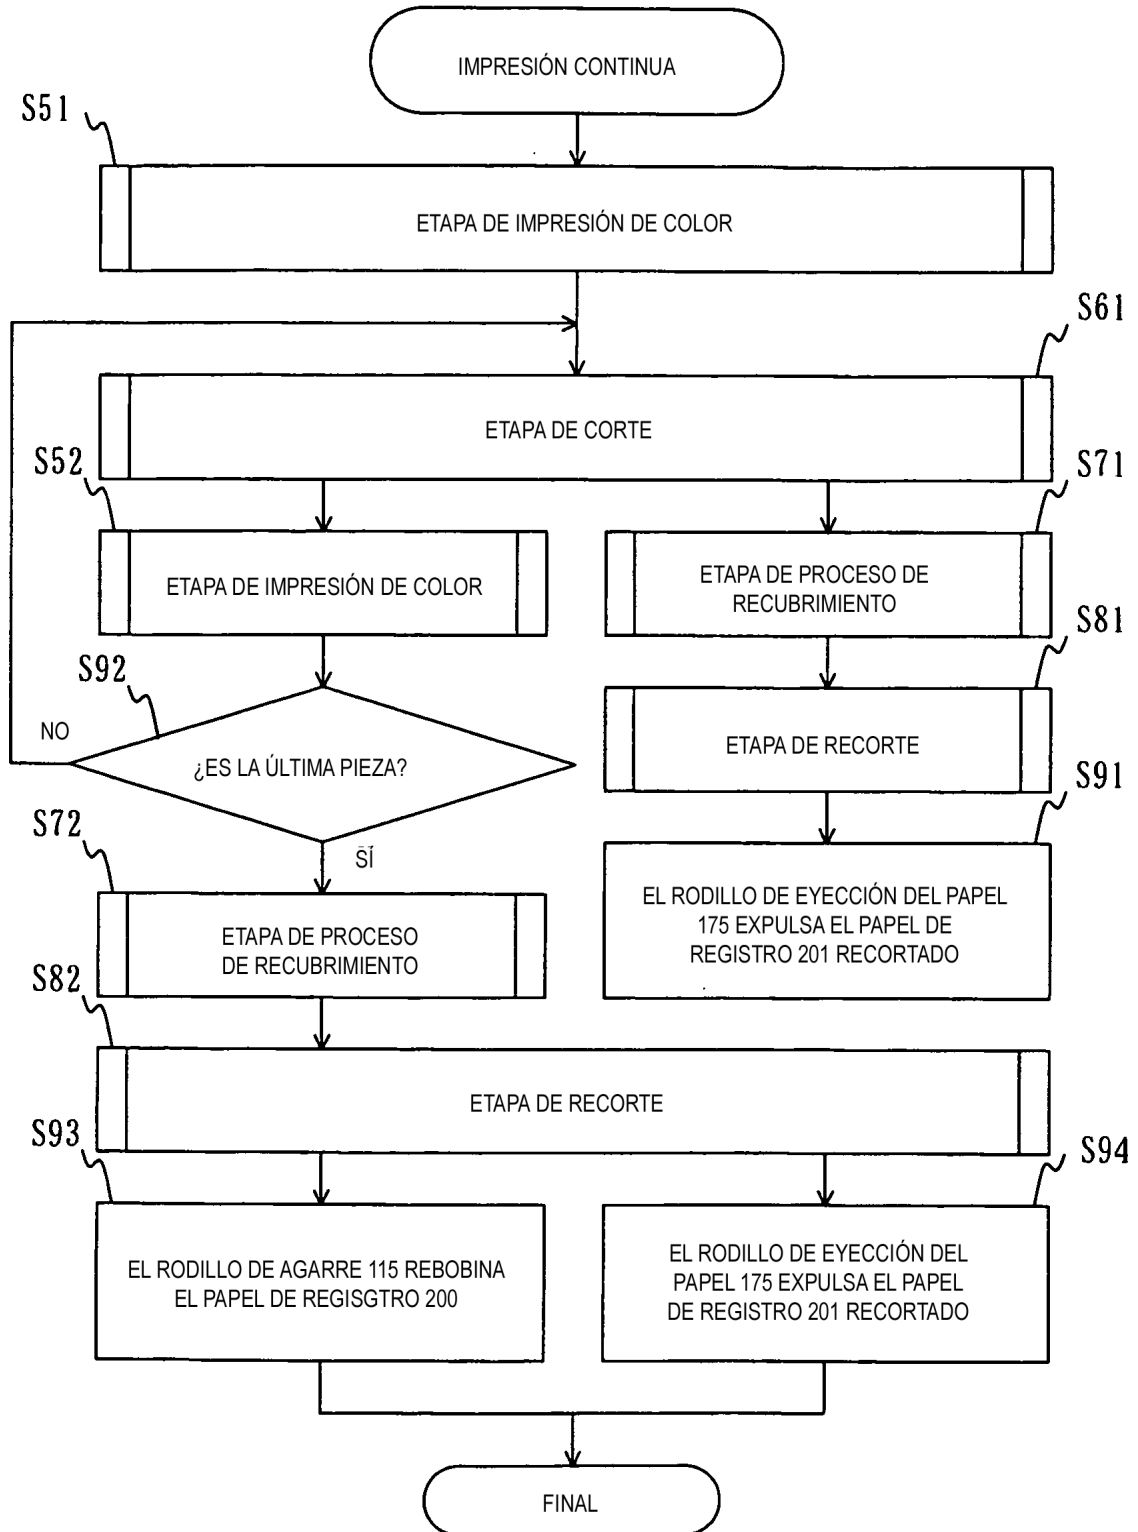 IMPRESIÓN CONTINUA
S51
ETAPA DE IMPRESIÓN DE COLOR
S61
ETAPA DE CORTE
S52
S71
ETAPA DE IMPRESIÓN DE COLOR
ETAPA DE PROCESO DE
RECUBRIMIENTO
S81
S92
ETAPA DE RECORTE
NO
¿ES LA ÚLTIMA PIEZA?
S91
S72
SÍ
EL RODILLO DE EYECCIÓN DEL PAPEL
175 EXPULSA EL PAPEL DE
REGISTRO 201 RECORTADO
ETAPA DE PROCESO
DE RECUBRIMIENTO
S82
ETAPA DE RECORTE
S93
S94
EL RODILLO DE AGARRE 115 REBOBINA
EL PAPEL DE REGISGTRO 200
EL RODILLO DE EYECCIÓN DEL
PAPEL 175 EXPULSA EL PAPEL
DE REGISTRO 201 RECORTADO
FINAL